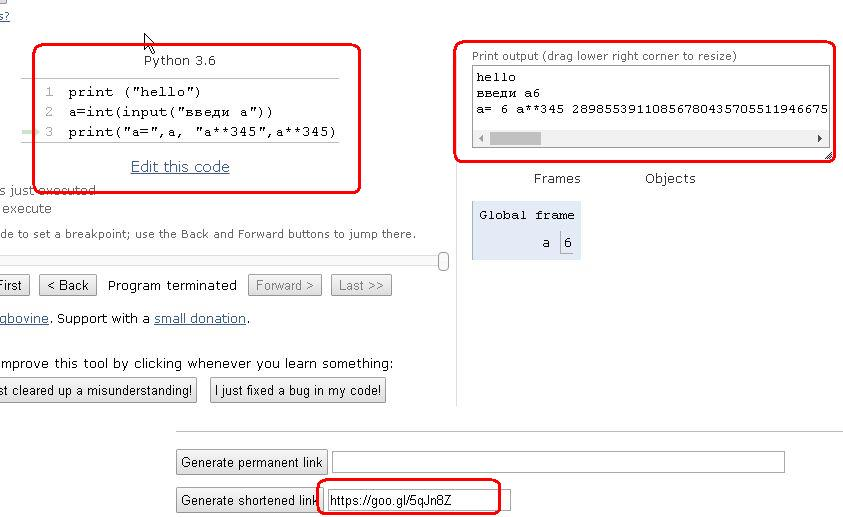 s?
Python 3.6
1 print ("hello")
2 a=int(input("введи a"))
3 print("a=",a, "a**345",a**345)
Edit this code
s just executed
execute
de to set a breakpoint; use the Back and Forward buttons to jump there.
First
< Back
Program terminated
Forward >
Last >>
gbovine. Support with a small donation.
improve this tool by clicking whenever you learn something:
st cleared up a misunderstanding!
I just fixed a bug in my code!
Print output (drag lower right corner to resize)
hello
введи a6
a= 6 a**345 28985539110856780435705511946675
Frames
Objects
Global frame
a 6
Generate permanent link
Generate shortened link
https://goo.gl/5qJn8Z